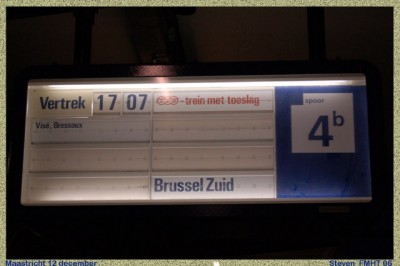 Vertrek 17 07 -trein met toeslag
spoor
4b
Visé, Bressoux
Brussel Zuid
Maastricht 12 december
Steven FMHT 06